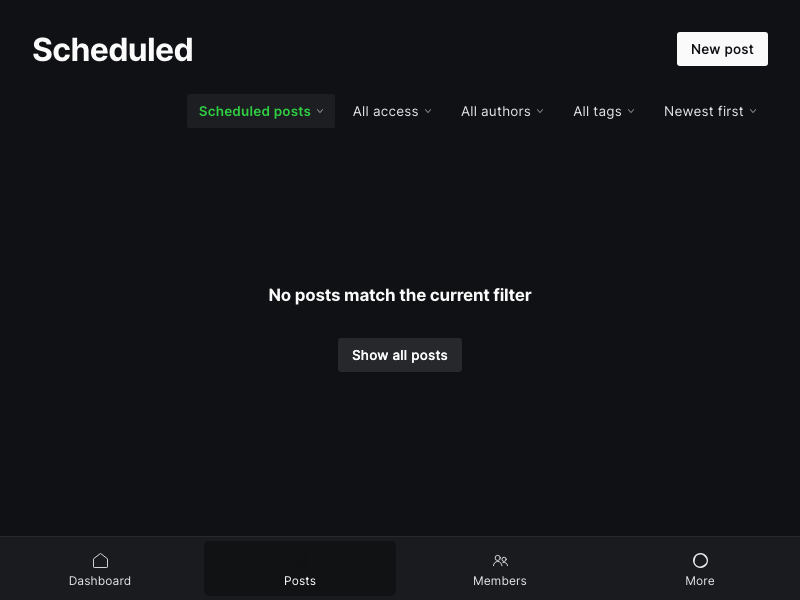 Scheduled
New post
Scheduled posts All access All authors All tags Newest first
No posts match the current filter
Show all posts
Dashboard Posts Members More